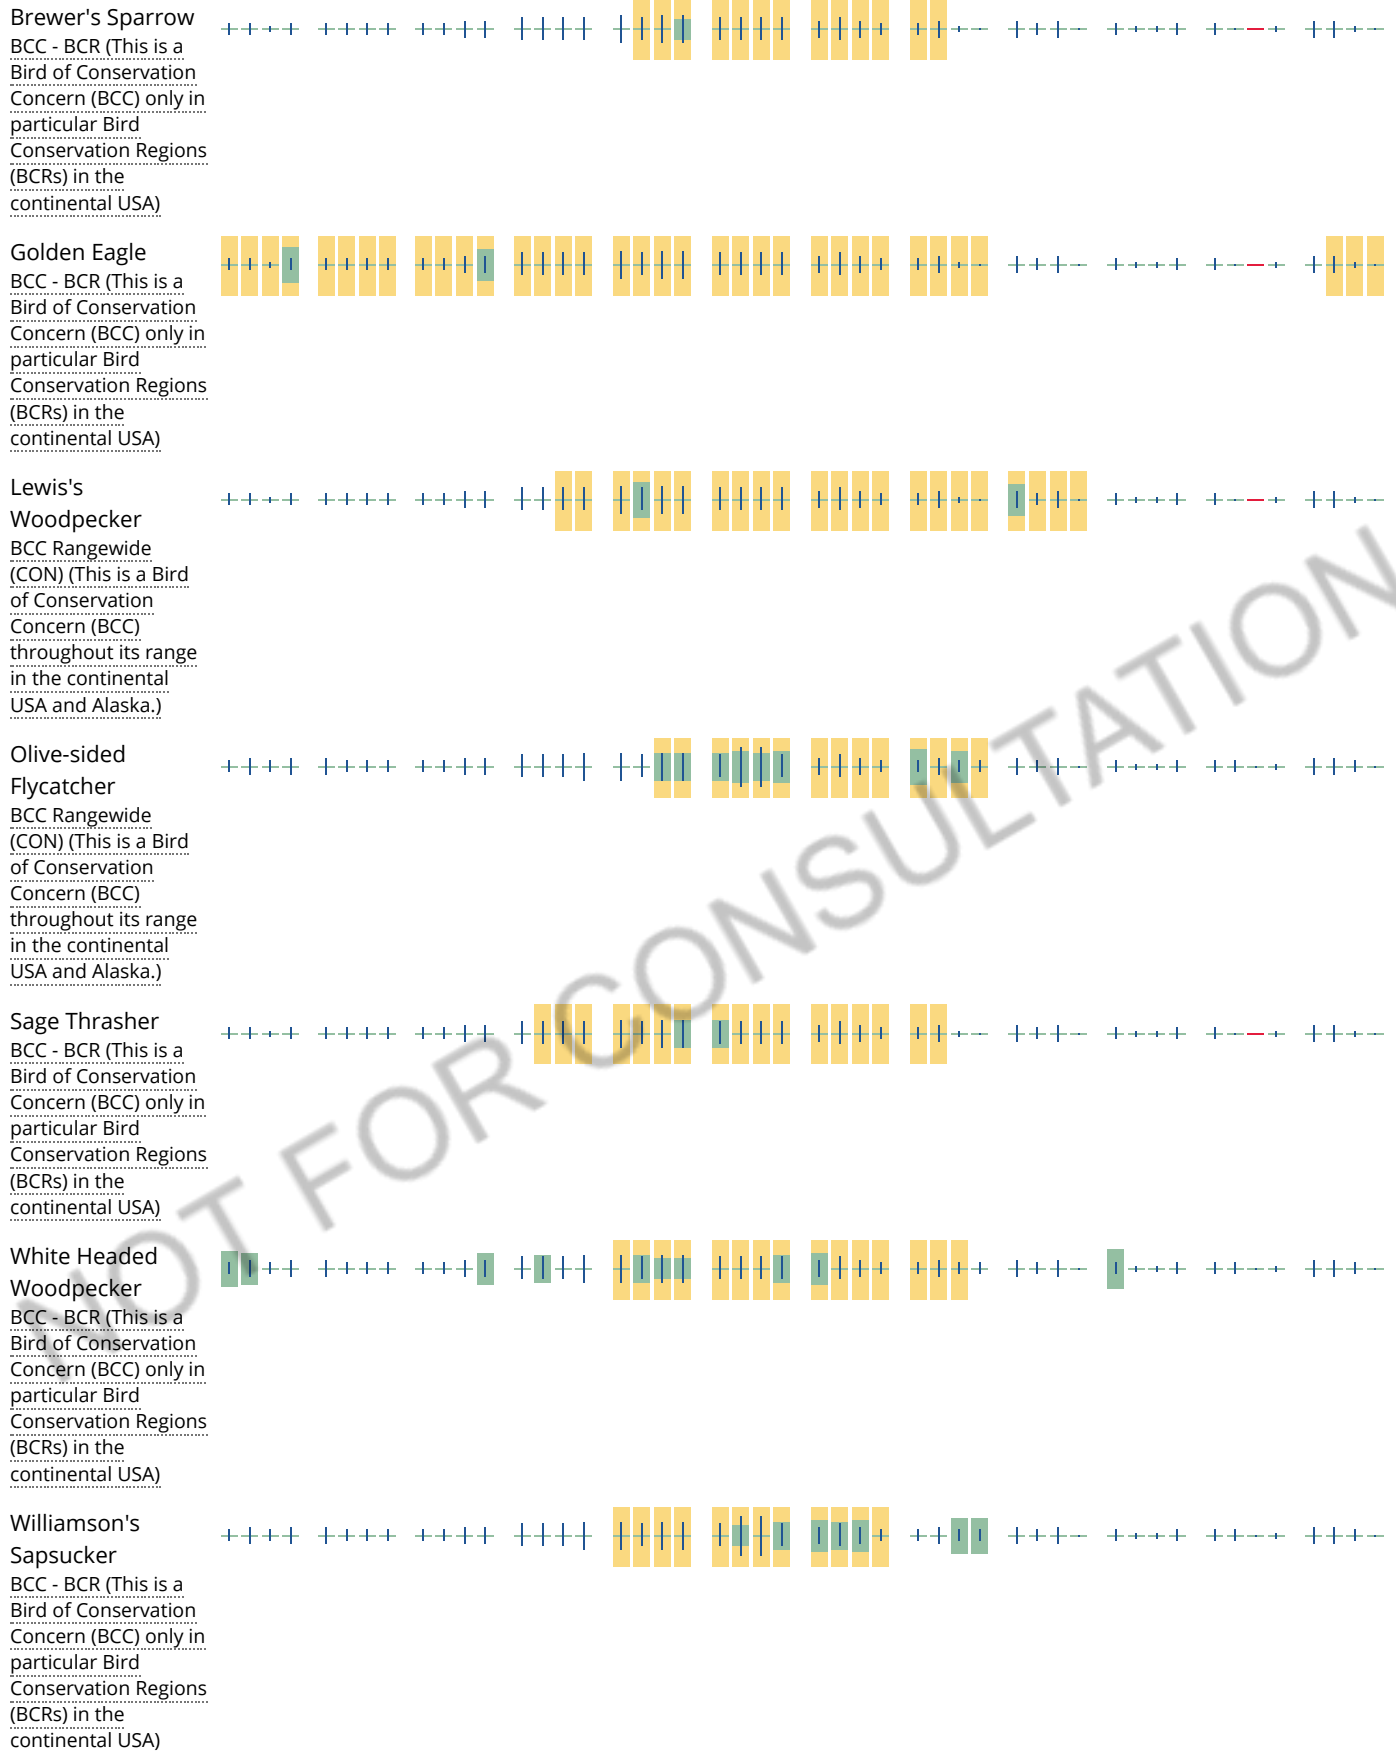 Brewer's Sparrow
BCC - BCR (This is a
Bird of Conservation
Concern (BCC) only in
particular Bird
Conservation Regions
(BCRs) in the
continental USA)
Golden Eagle
BCC - BCR (This is a
Bird of Conservation
Concern (BCC) only in
particular Bird
Conservation Regions
(BCRs) in the
continental USA)
Lewis's
Woodpecker
BCC Rangewide
(CON) (This is a Bird
of Conservation
Concern (BCC)
throughout its range
in the continental
USA and Alaska.)
Olive-sided
Flycatcher
BCC Rangewide
(CON) (This is a Bird
of Conservation
Concern (BCC)
throughout its range
in the continental
USA and Alaska.)
Sage Thrasher
BCC - BCR (This is a
Bird of Conservation
Concern (BCC) only in
particular Bird
Conservation Regions
(BCRs) in the
continental USA)
White Headed
Woodpecker
BCC - BCR (This is a
Bird of Conservation
Concern (BCC) only in
particular Bird
Conservation Regions
(BCRs) in the
continental USA)
Williamson's
Sapsucker
BCC - BCR (This is a
Bird of Conservation
Concern (BCC) only in
particular Bird
Conservation Regions
(BCRs) in the
continental USA)
NOT FOR CONSULTATION